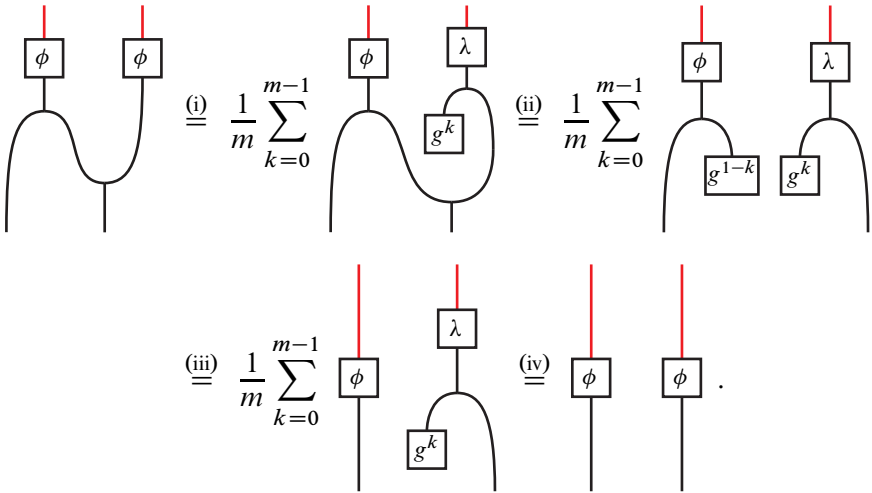 ϕ ϕ (i) = 1/m ∑_{k=0}^{m−1} ϕ λ g^k (ii) = 1/m ∑_{k=0}^{m−1} ϕ g^{1−k} λ g^k
(iii) = 1/m ∑_{k=0}^{m−1} ϕ λ g^k (iv) = ϕ ϕ .